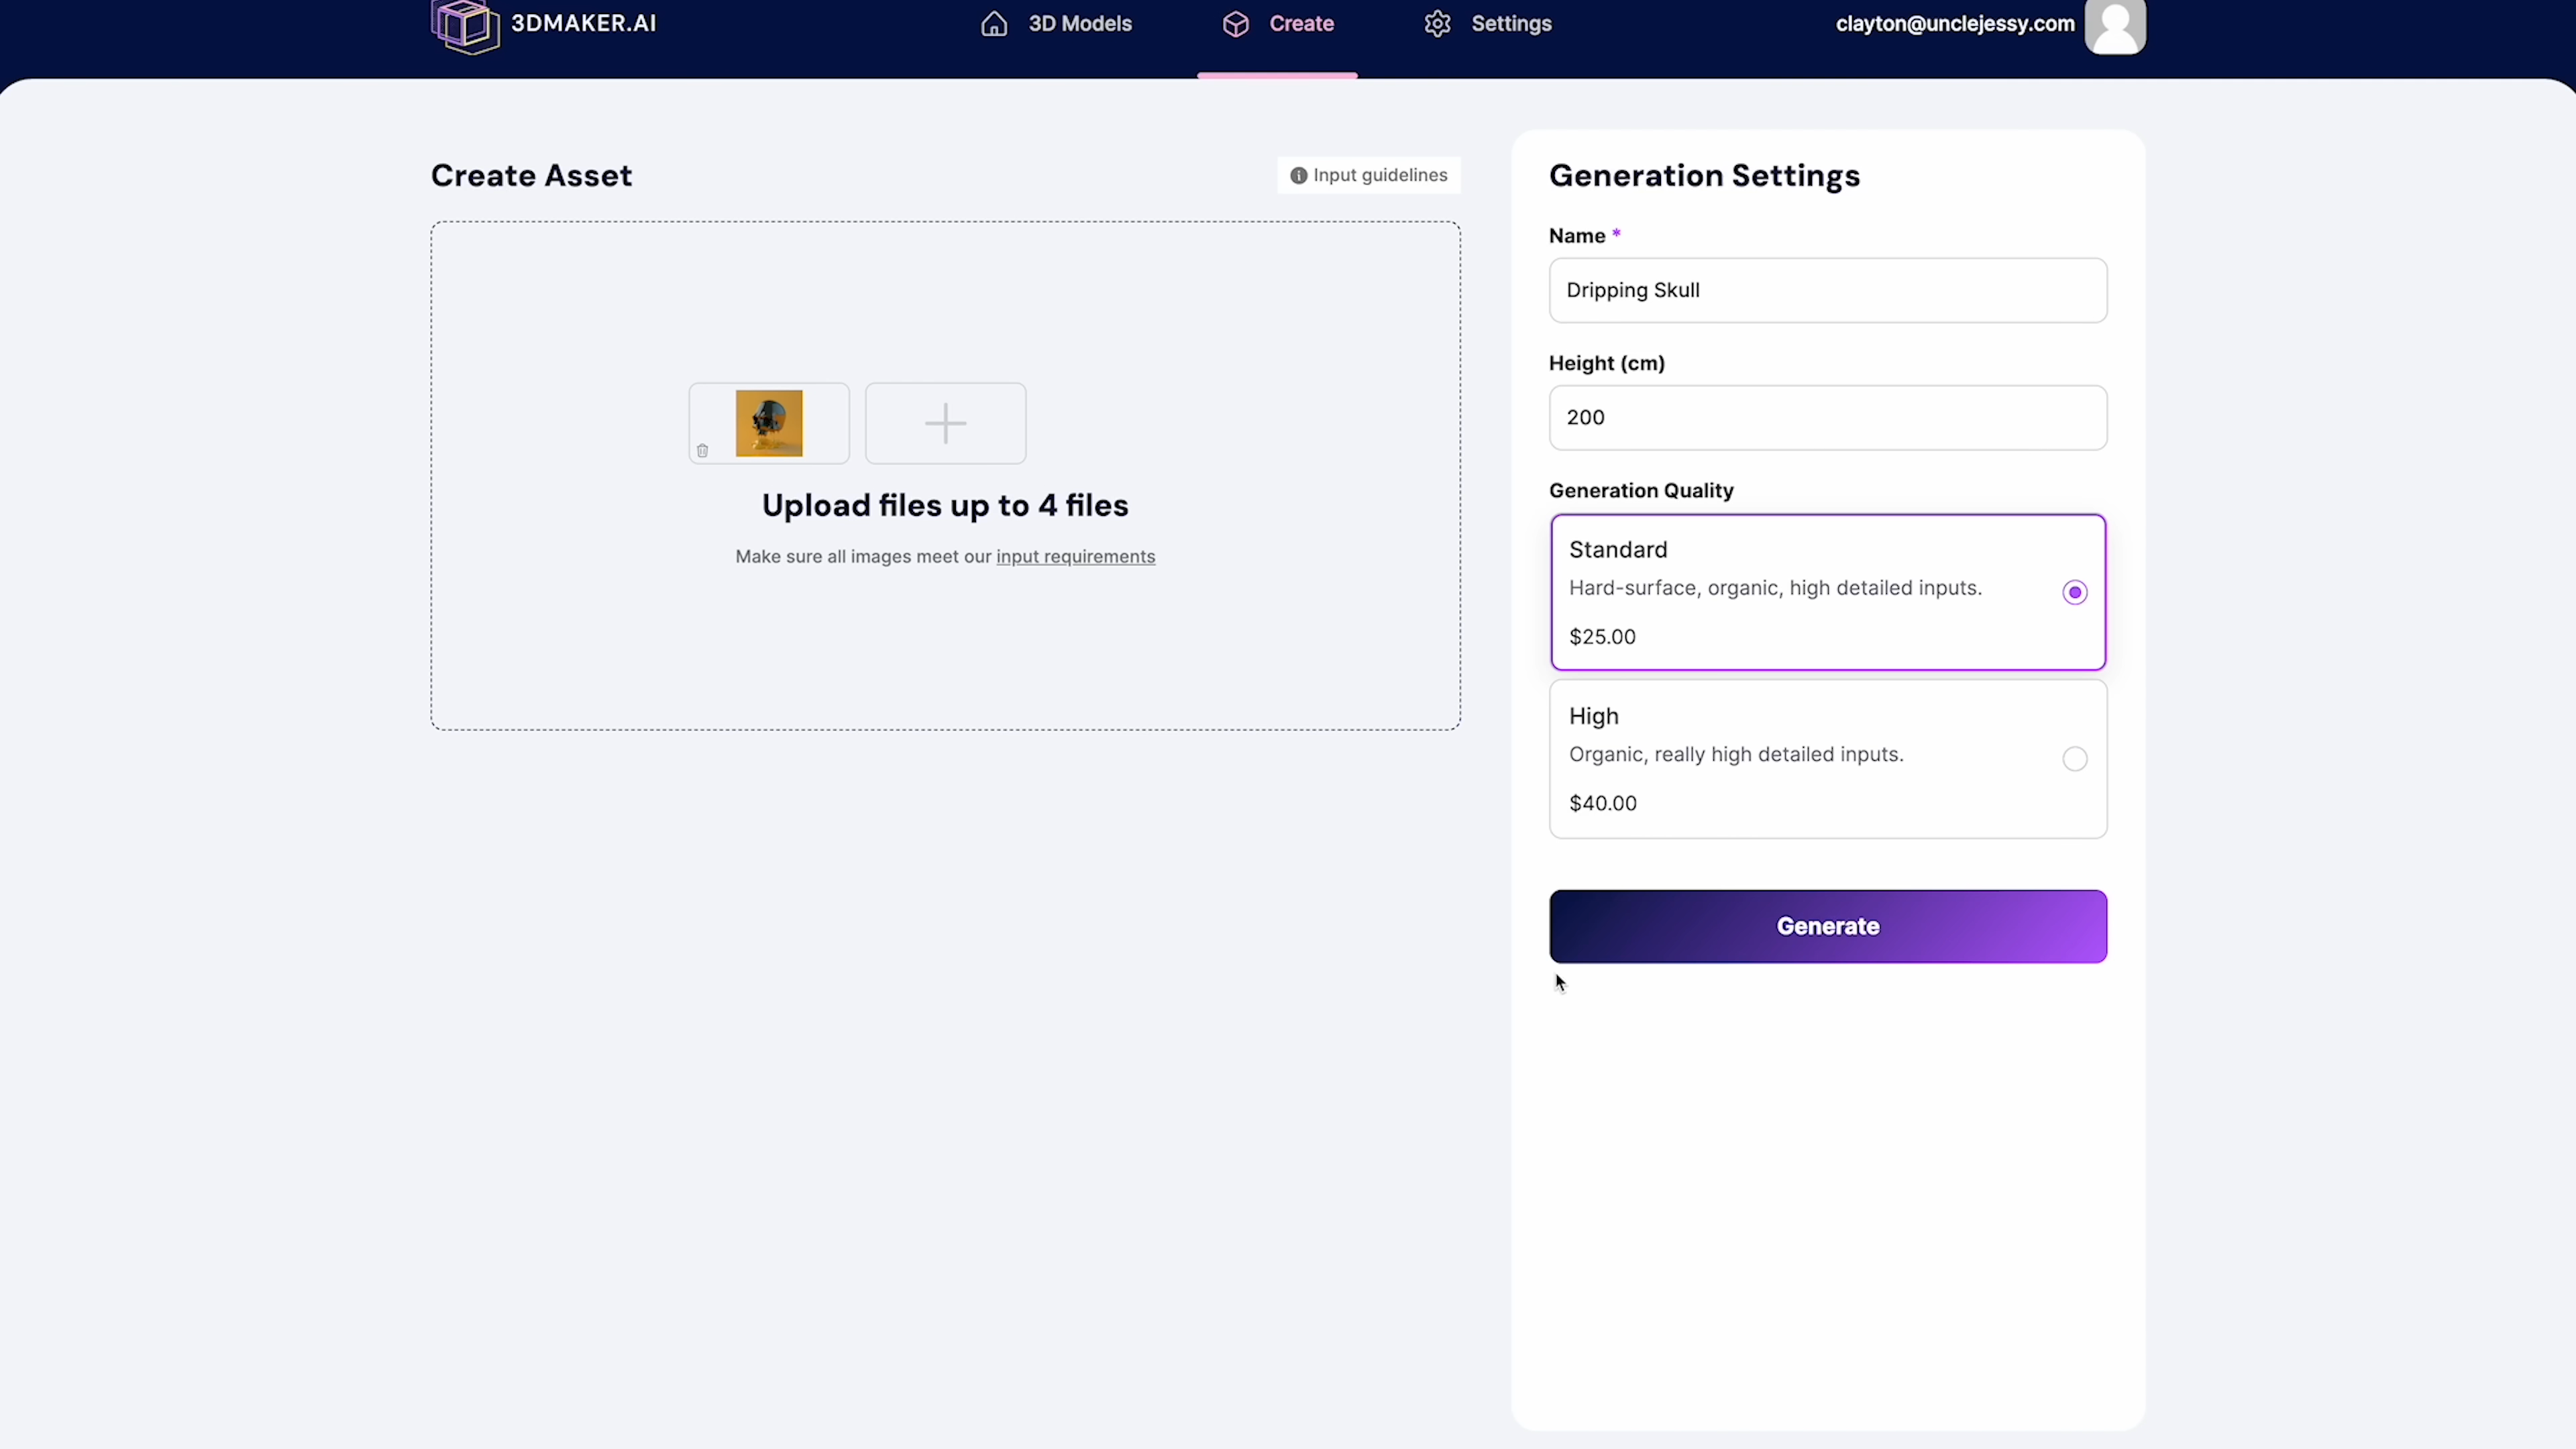 3DMAKER.AI
3D Models
Create
Settings
clayton@unclejessy.com
Create Asset
Input guidelines
Upload files up to 4 files
Make sure all images meet our input requirements
Generation Settings
Name *
Dripping Skull
Height (cm)
200
Generation Quality
Standard
Hard-surface, organic, high detailed inputs.
$25.00
High
Organic, really high detailed inputs.
$40.00
Generate